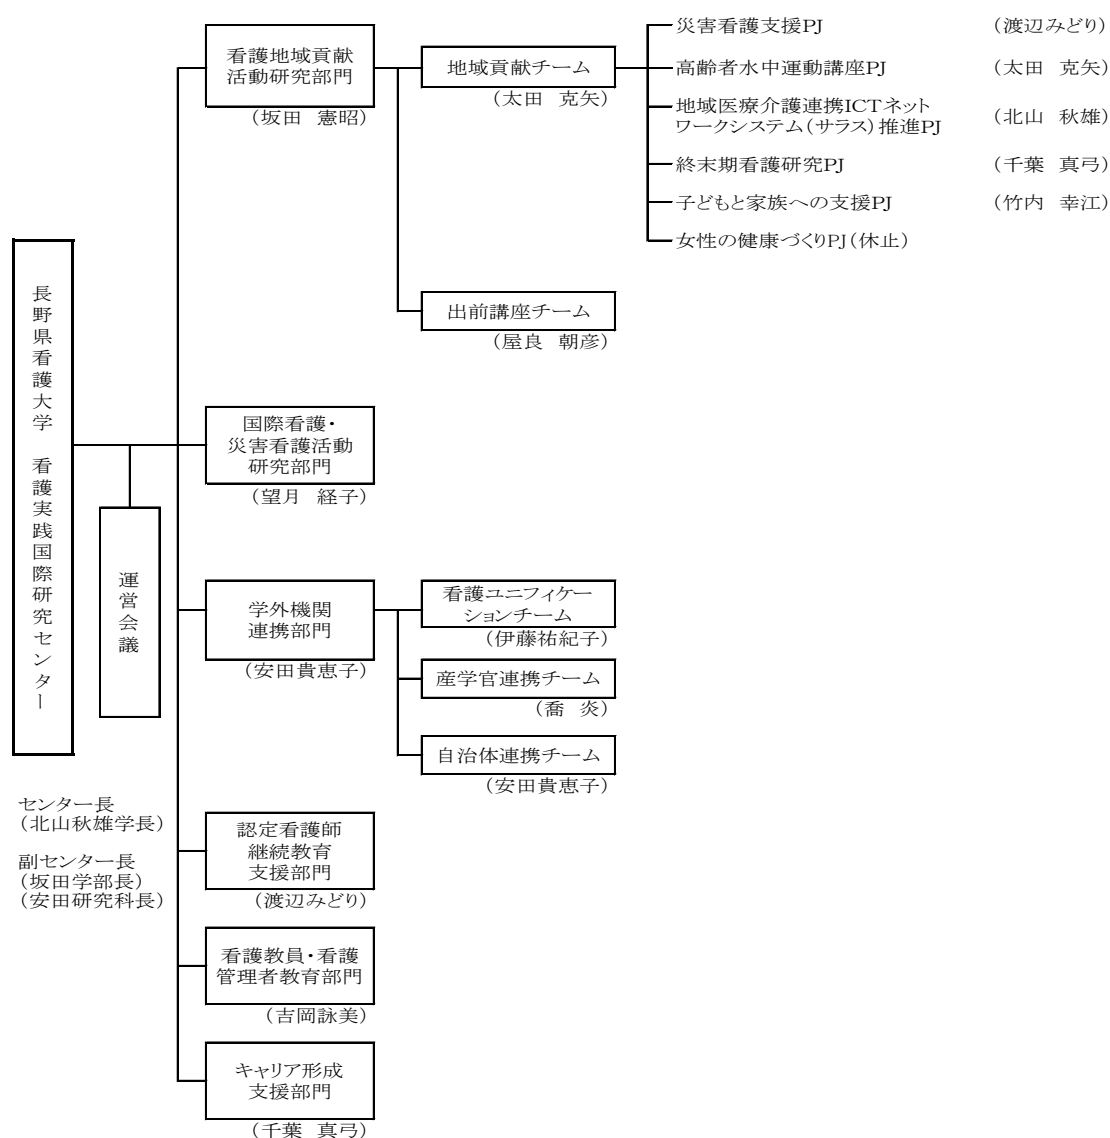 長野県看護大学　看護実践国際研究センター
運営会議
センター長
（北山秋雄学長）
副センター長
（坂田学部長）
（安田研究科長）
看護地域貢献
活動研究部門
（坂田　憲昭）
地域貢献チーム
（太田　克矢）
災害看護支援PJ　（渡辺みどり）
高齢者水中運動講座PJ　（太田　克矢）
地域医療介護連携ICTネット
ワークシステム（サラス）推進PJ　（北山　秋雄）
終末期看護研究PJ　（千葉　真弓）
子どもと家族への支援PJ　（竹内　幸江）
女性の健康づくりPJ（休止）
出前講座チーム
（屋良　朝彦）
国際看護・
災害看護活動
研究部門
（望月　経子）
学外機関
連携部門
（安田貴恵子）
看護ユニフィケー
ションチーム
（伊藤祐紀子）
産学官連携チーム
（喬　炎）
自治体連携チーム
（安田貴恵子）
認定看護師
継続教育
支援部門
（渡辺みどり）
看護教員・看護
管理者教育部門
（吉岡詠美）
キャリア形成
支援部門
（千葉　真弓）